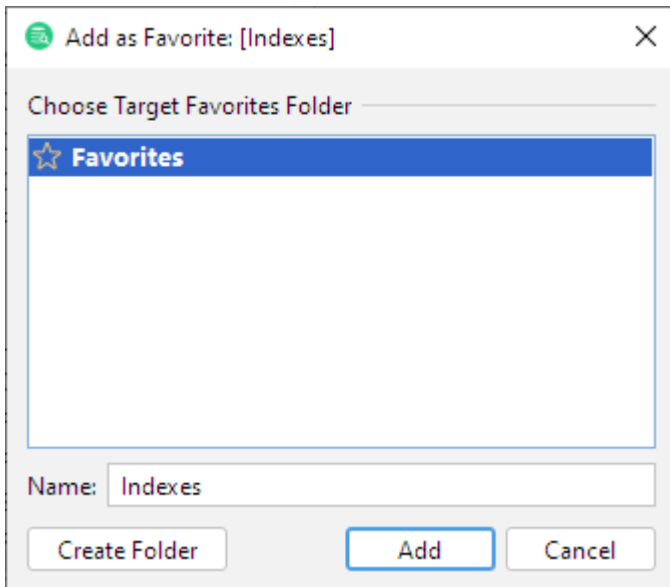 Add as Favorite: [Indexes]
Choose Target Favorites Folder
Favorites
Name: Indexes
Create Folder Add Cancel